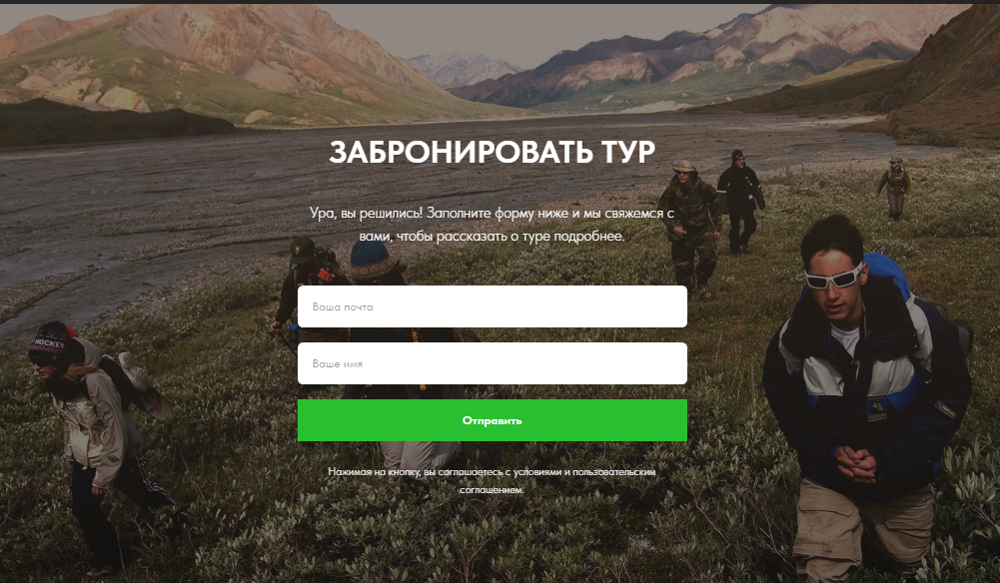 ЗАБРОНИРОВАТЬ ТУР
Ура, вы решились! Заполните форму ниже и мы свяжемся с
вами, чтобы рассказать о туре подробнее.
Ваша почта
Ваше имя
HOCKEY
Отправить
Нажимая на кнопку, вы соглашаетесь с условиями и пользовательским
соглашением.